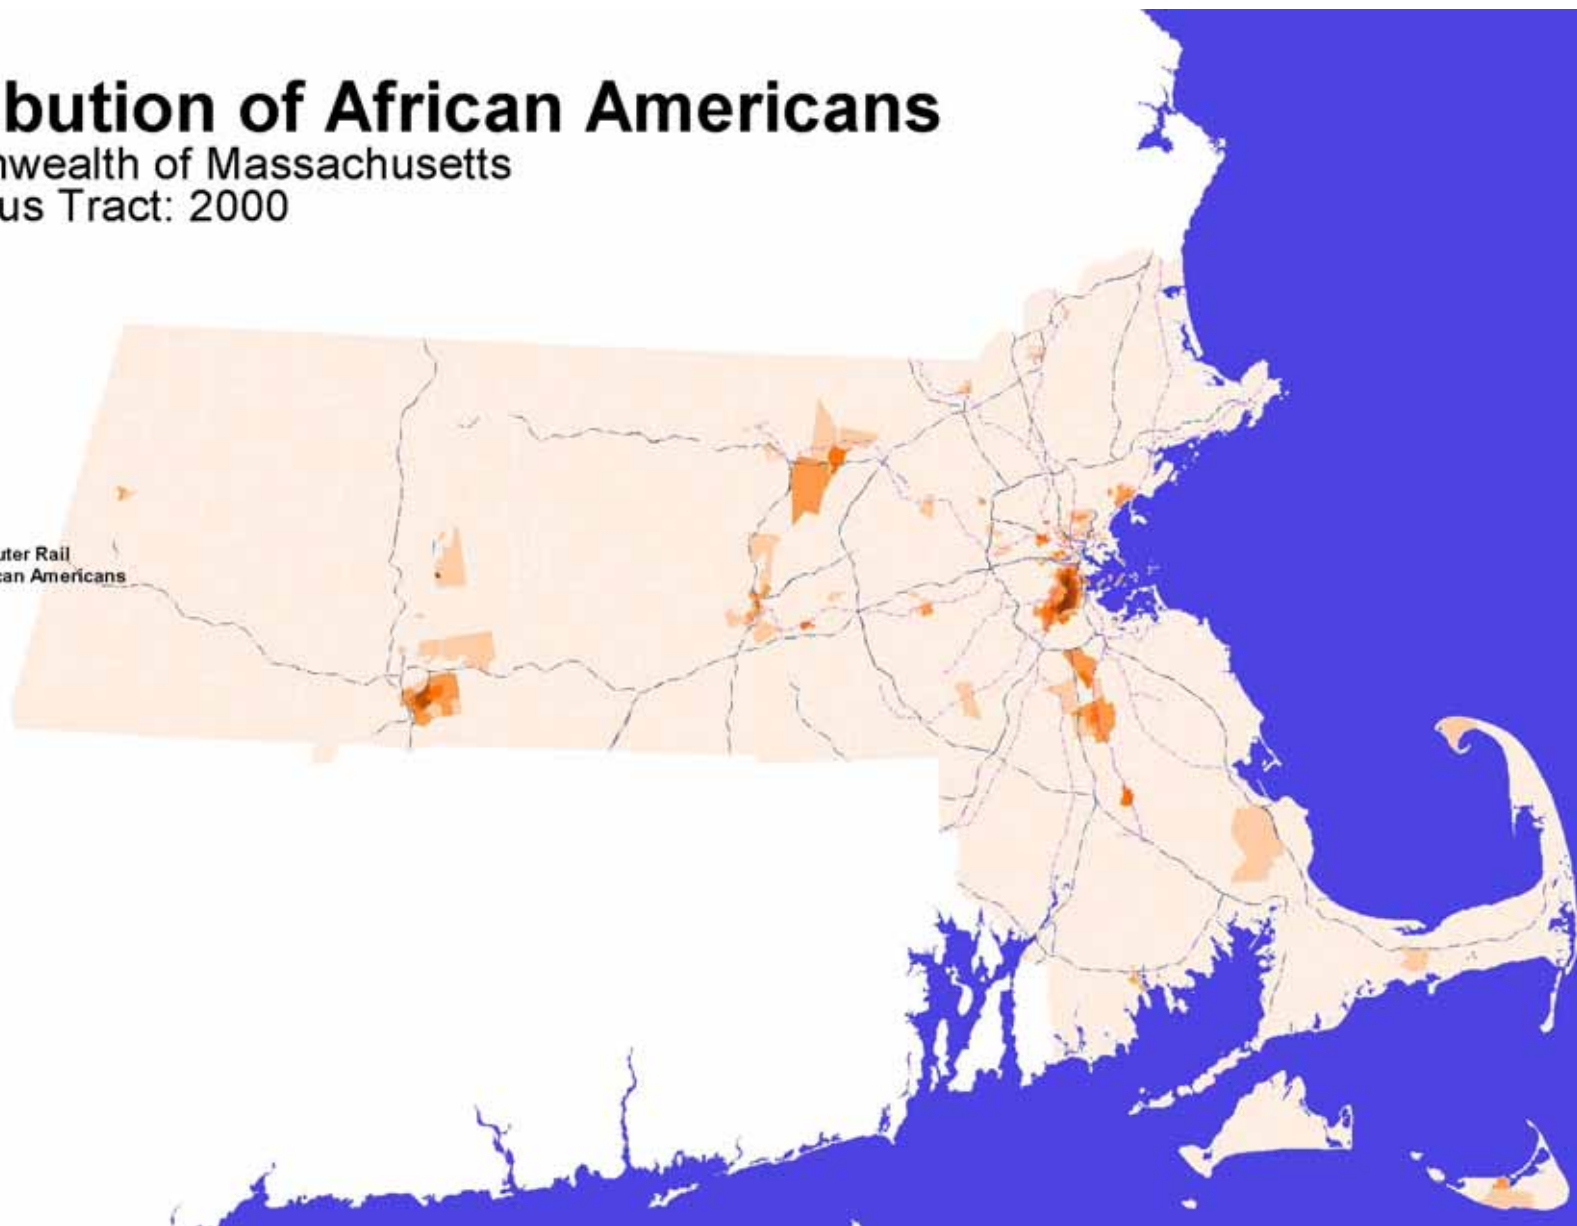 bution of African Americans
nwealth of Massachusetts
us Tract: 2000
uter Rail
can Americans